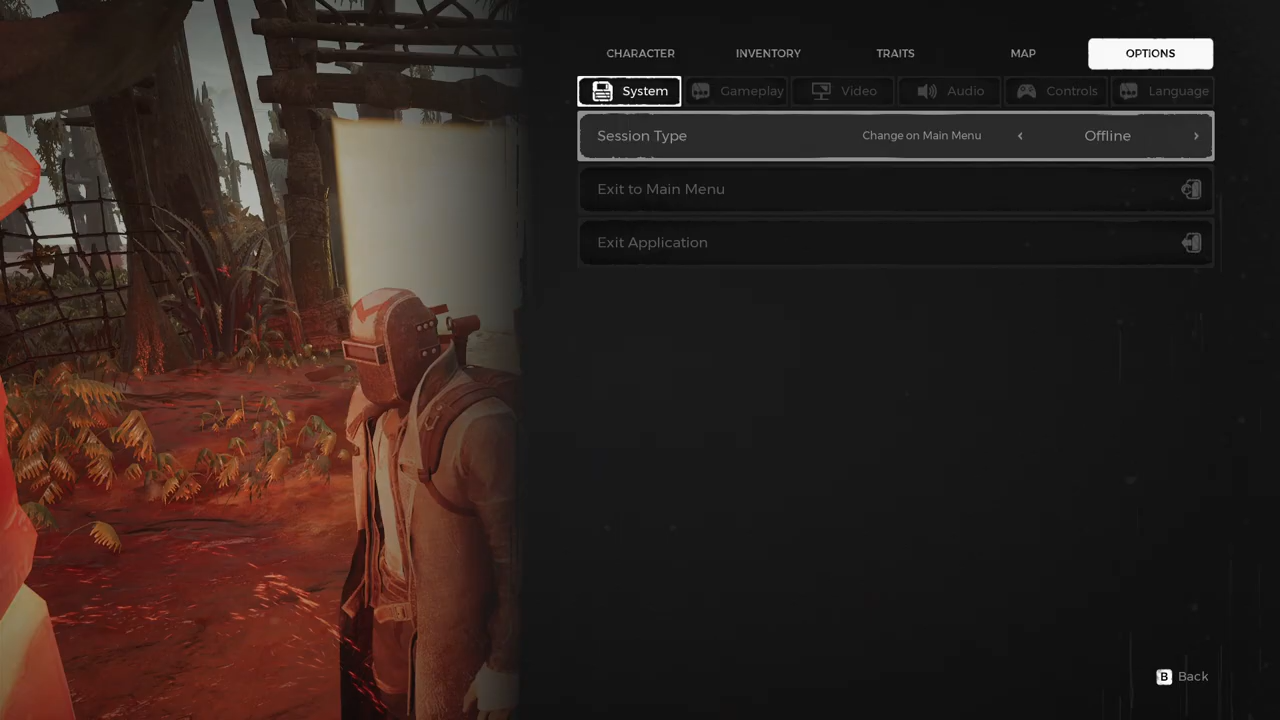 CHARACTER INVENTORY TRAITS MAP OPTIONS
System Gameplay Video Audio Controls Language
Session Type Change on Main Menu Offline
Exit to Main Menu
Exit Application
B Back